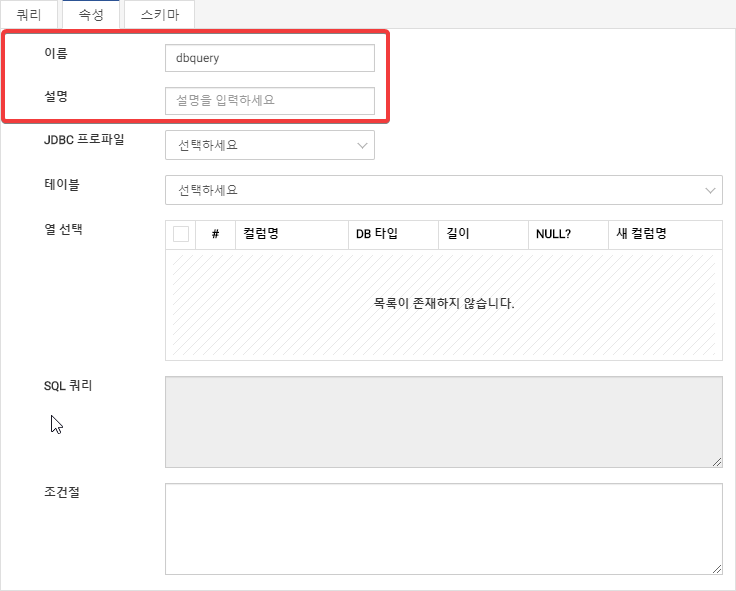 쿼리 속성 스키마
이름 dbquery
설명 설명을 입력하세요
JDBC 프로파일 선택하세요
테이블 선택하세요
열 선택 # 컬럼명 DB 타입 길이 NULL? 새 컬럼명
목록이 존재하지 않습니다.
SQL 쿼리
조건절